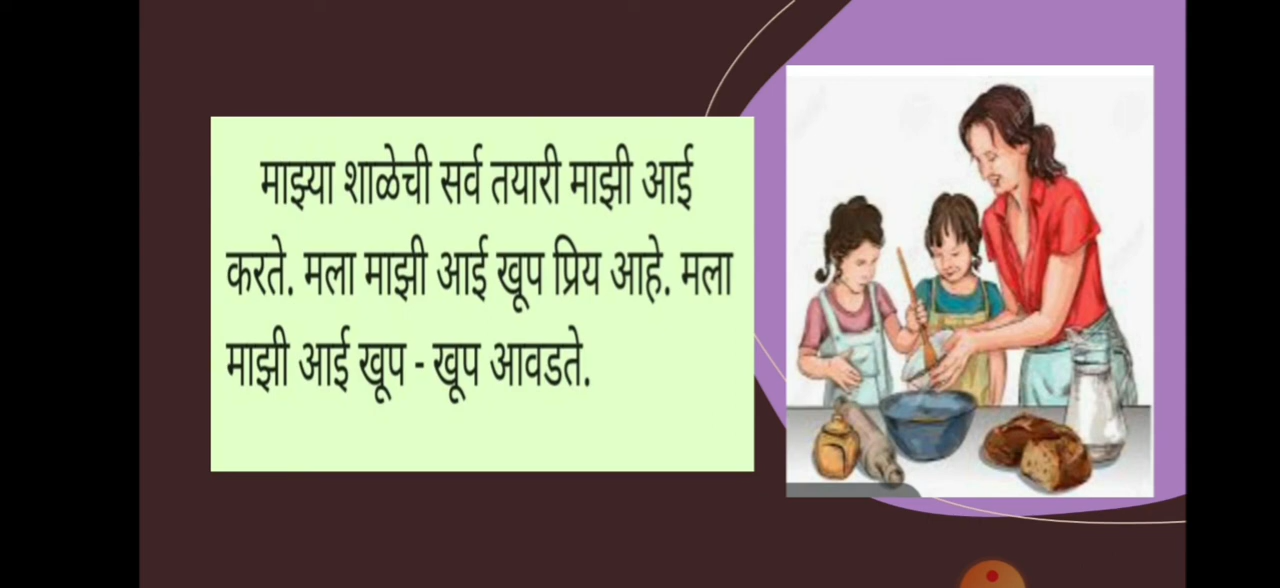 माझ्या शाळेची सर्व तयारी माझी आई
करते. मला माझी आई खूप प्रिय आहे. मला
माझी आई खूप - खूप आवडते.